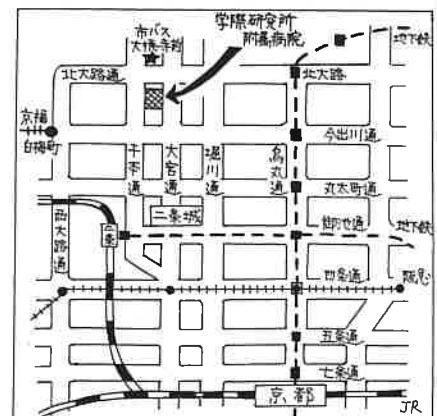 学際研究所
附属病院
市バス
大徳寺前
地下鉄
北大路通
北大路
京福
白梅町
今出川通
千本通
大宮通
堀川通
烏丸通
丸太町通
西大路通
二条
二条城
御池通
地下鉄
四条通
阪急
五条通
七条通
京都
JR